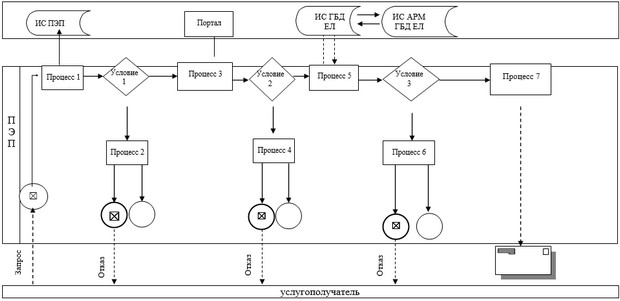 ИС ПЭП
Портал
ИС ГБД
ЕЛ
ИС АРМ
ГБД ЕЛ
ПЭП
Процесс 1
Условие
1
Процесс 3
Условие
2
Процесс 5
Условие
3
Процесс 7
Процесс 2
Процесс 4
Процесс 6
Запрос
Отказ
Отказ
Отказ
услугополучатель